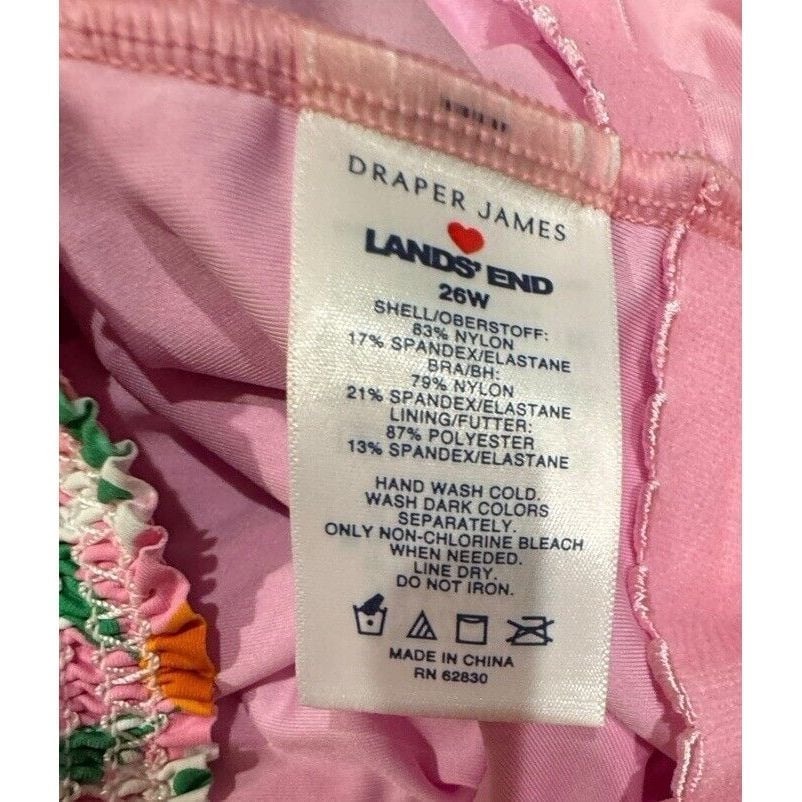 DRAPER JAMES
LANDS' END
26W
SHELL/OBERSTOFF:
83% NYLON
17% SPANDEX/ELASTANE
BRA/BH:
79% NYLON
21% SPANDEX/ELASTANE
LINING/FUTTER:
87% POLYESTER
13% SPANDEX/ELASTANE
HAND WASH COLD.
WASH DARK COLORS
SEPARATELY.
ONLY NON-CHLORINE BLEACH
WHEN NEEDED.
LINE DRY.
DO NOT IRON.
MADE IN CHINA
RN 62830